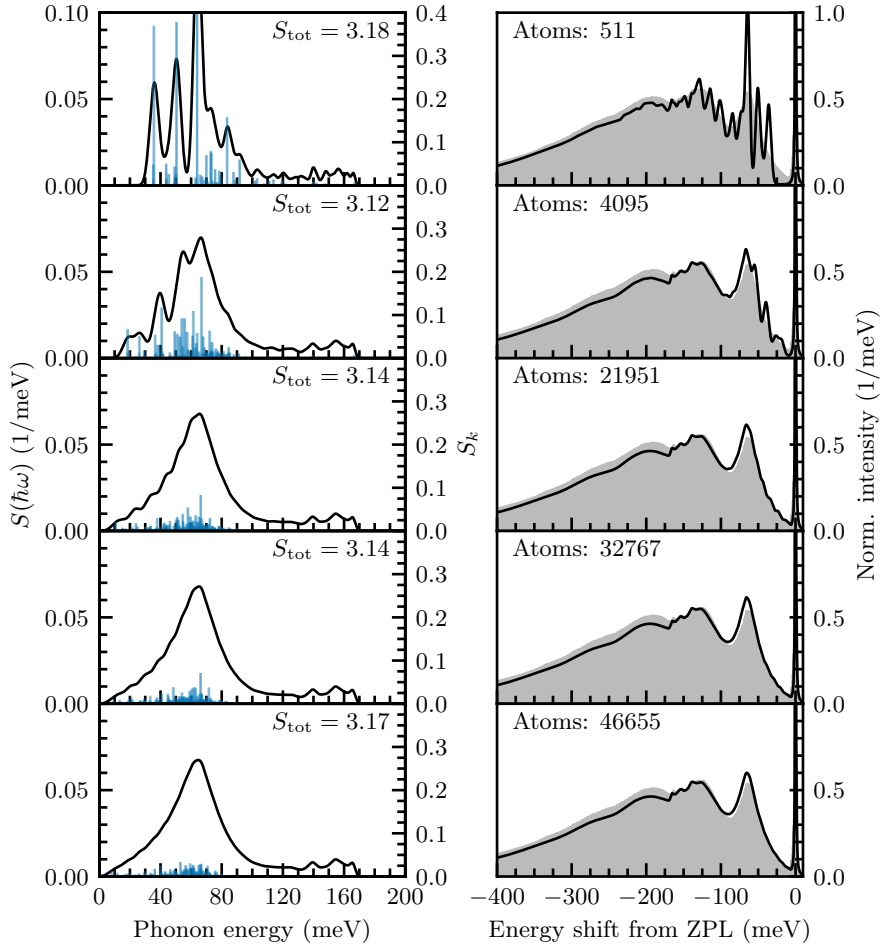 0.10
0.4
1.0
S_tot = 3.18
Atoms: 511
0.3
0.05
0.2
0.5
0.1
0.00
0.0
0.0
S_tot = 3.12
Atoms: 4095
0.3
0.05
0.2
0.5
0.1
0.00
0.0
0.0
S_tot = 3.14
Atoms: 21951
0.3
0.05
0.2
0.5
0.1
0.00
0.0
0.0
S_tot = 3.14
Atoms: 32767
0.3
0.05
0.2
0.5
0.1
0.00
0.0
0.0
S_tot = 3.17
Atoms: 46655
0.3
0.05
0.2
0.5
0.1
0.00
0.0
0.0
S(ħω) (1/meV)
S_k
Norm. intensity (1/meV)
0 40 80 120 160 200
−400 −300 −200 −100 0
Phonon energy (meV)
Energy shift from ZPL (meV)